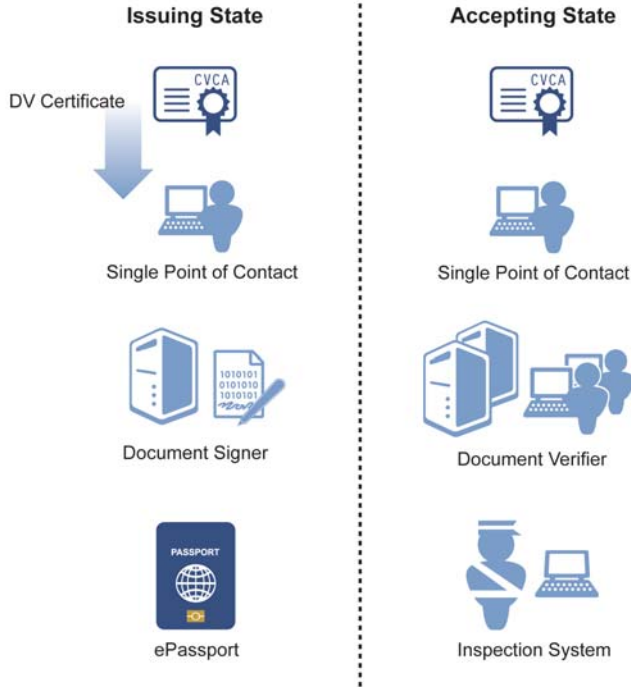 Issuing State
Accepting State
CVCA
CVCA
DV Certificate
Single Point of Contact
Single Point of Contact
1010101
0101010
1010101
Document Signer
Document Verifier
PASSPORT
ePassport
Inspection System